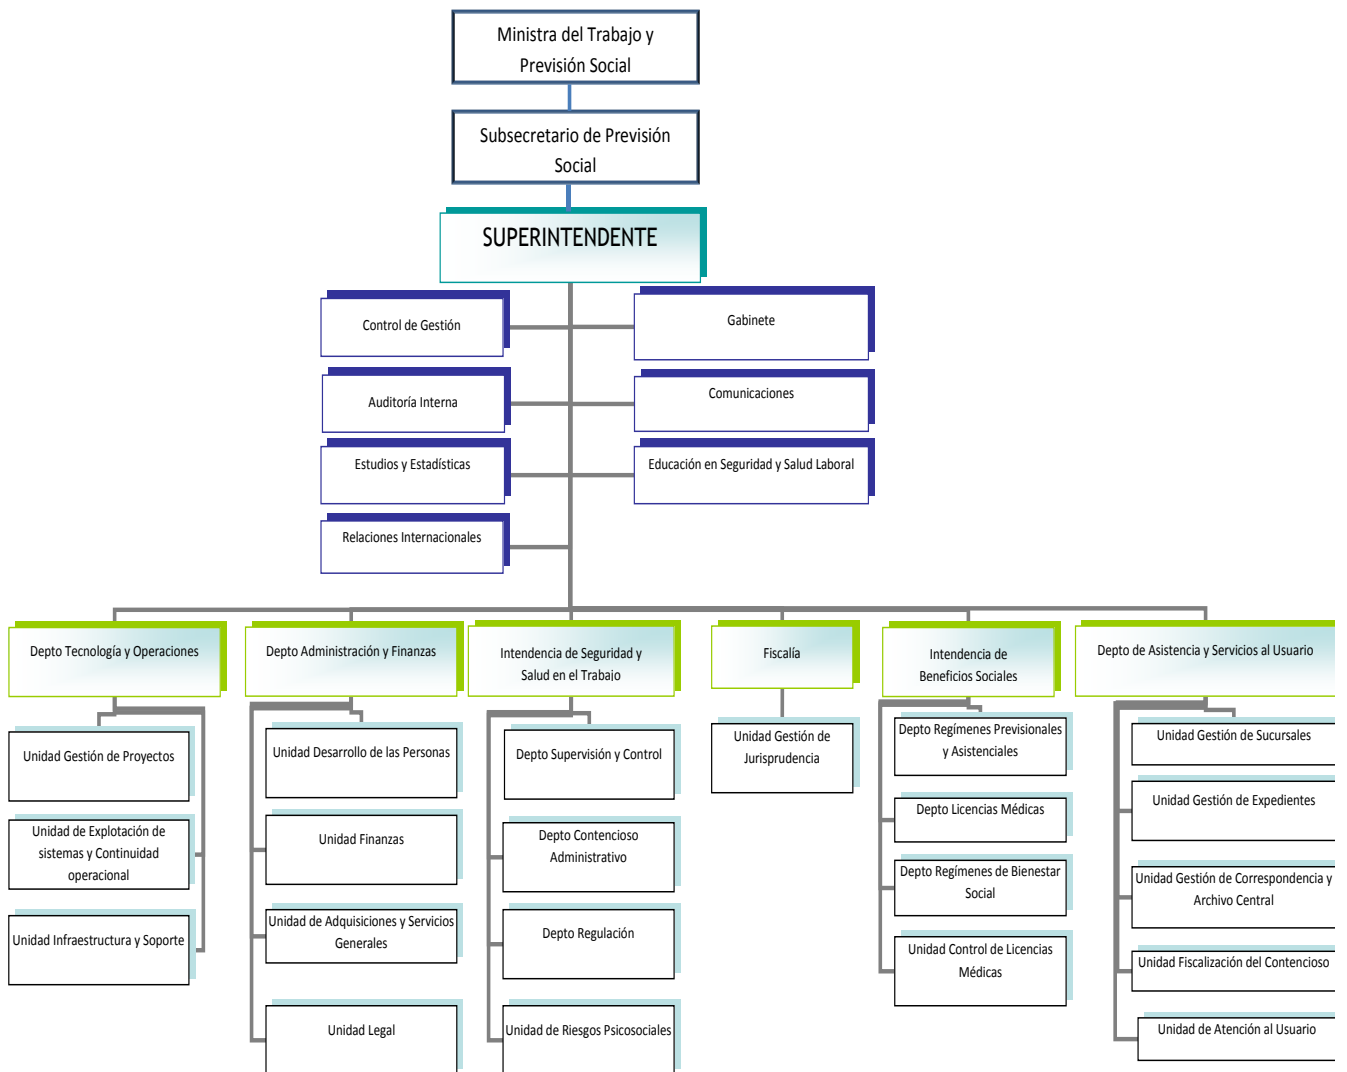 Ministra del Trabajo y
Previsión Social
Subsecretario de Previsión
Social
SUPERINTENDENTE
Control de Gestión
Gabinete
Auditoría Interna
Comunicaciones
Estudios y Estadísticas
Educación en Seguridad y Salud Laboral
Relaciones Internacionales
Depto Tecnología y Operaciones
Depto Administración y Finanzas
Intendencia de Seguridad y
Salud en el Trabajo
Fiscalía
Intendencia de
Beneficios Sociales
Depto de Asistencia y Servicios al Usuario
Unidad Gestión de Proyectos
Unidad de Explotación de
sistemas y Continuidad
operacional
Unidad Infraestructura y Soporte
Unidad Desarrollo de las Personas
Unidad Finanzas
Unidad de Adquisiciones y Servicios
Generales
Unidad Legal
Depto Supervisión y Control
Depto Contencioso
Administrativo
Depto Regulación
Unidad de Riesgos Psicosociales
Unidad Gestión de
Jurisprudencia
Depto Regímenes Previsionales
y Asistenciales
Depto Licencias Médicas
Depto Regímenes de Bienestar
Social
Unidad Control de Licencias
Médicas
Unidad Gestión de Sucursales
Unidad Gestión de Expedientes
Unidad Gestión de Correspondencia y
Archivo Central
Unidad Fiscalización del Contencioso
Unidad de Atención al Usuario